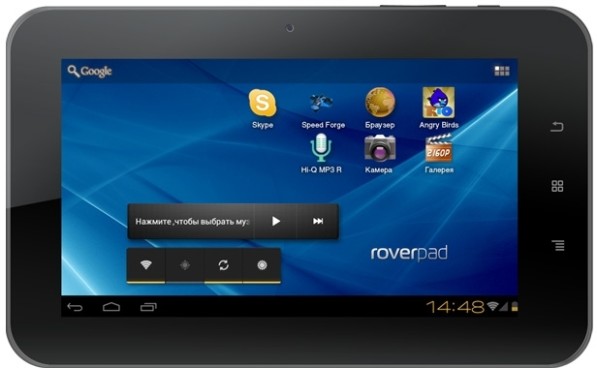 Google
Skype
Speed Forge
Браузер
Angry Birds
Hi-Q MP3 R
Камера
2160P
Галерея
Нажмите,чтобы выбрать му
roverpad
14:48